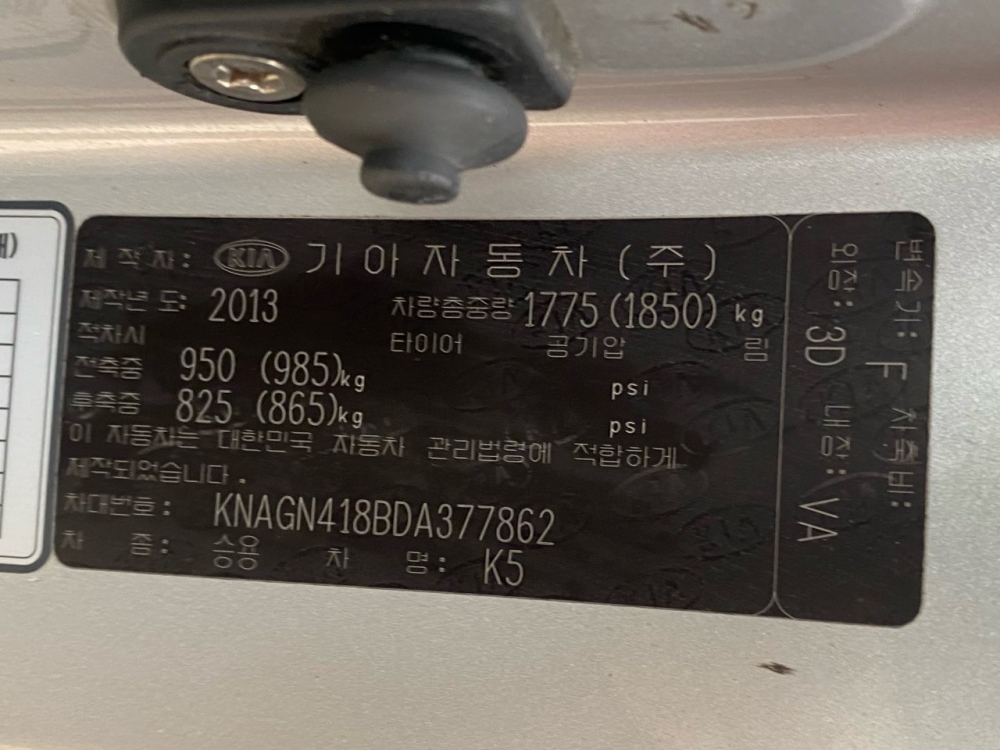 제 작 자: KIA 기 아 자 동 차 ( 주 )
제작년 도: 2013 차량총중량 1775 (1850) kg
적차시 타이어 공기압 림
전축중 950 (985)kg psi
후축중 825 (865)kg psi
이 자동차는 대한민국 자동차 관리법령에 적합하게
제작되었습니다.
차대번호: KNAGN418BDA377862
차 종: 승용 차 명: K5
변속기: F 차축비:
외장: 3D 내장: VA